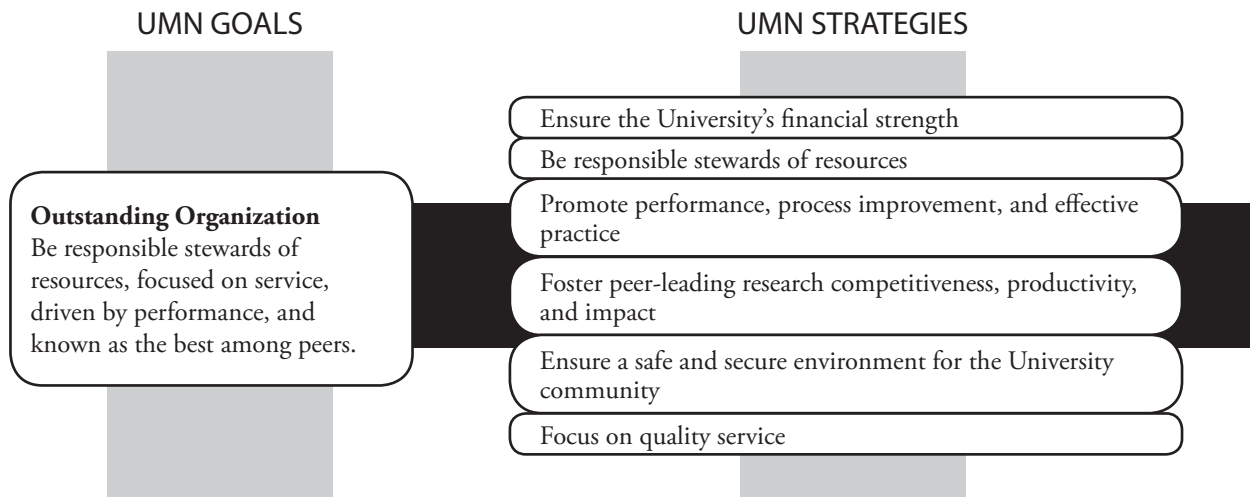 UMN GOALS
UMN STRATEGIES
Outstanding Organization
Be responsible stewards of
resources, focused on service,
driven by performance, and
known as the best among peers.
Ensure the University’s financial strength
Be responsible stewards of resources
Promote performance, process improvement, and effective
practice
Foster peer-leading research competitiveness, productivity,
and impact
Ensure a safe and secure environment for the University
community
Focus on quality service